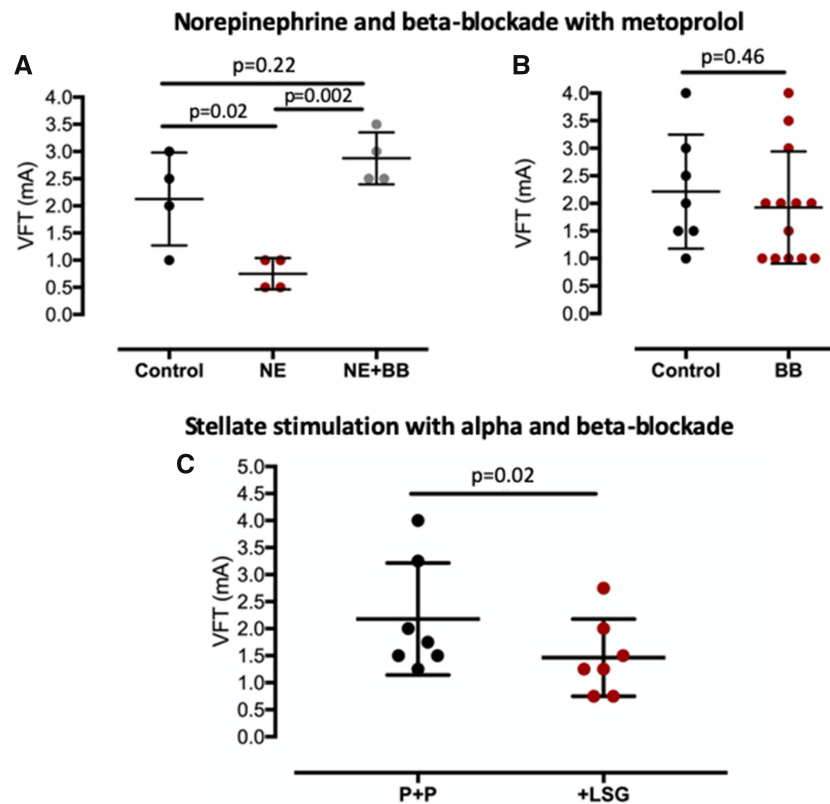 Norepinephrine and beta-blockade with metoprolol
A
p=0.22
p=0.02
p=0.002
VFT (mA)
4.0
3.5
3.0
2.5
2.0
1.5
1.0
0.5
0.0
Control
NE
NE+BB
B
p=0.46
VFT (mA)
4.0
3.5
3.0
2.5
2.0
1.5
1.0
0.5
0.0
Control
BB
Stellate stimulation with alpha and beta-blockade
C
p=0.02
VFT (mA)
5.0
4.5
4.0
3.5
3.0
2.5
2.0
1.5
1.0
0.5
0.0
P+P
+LSG